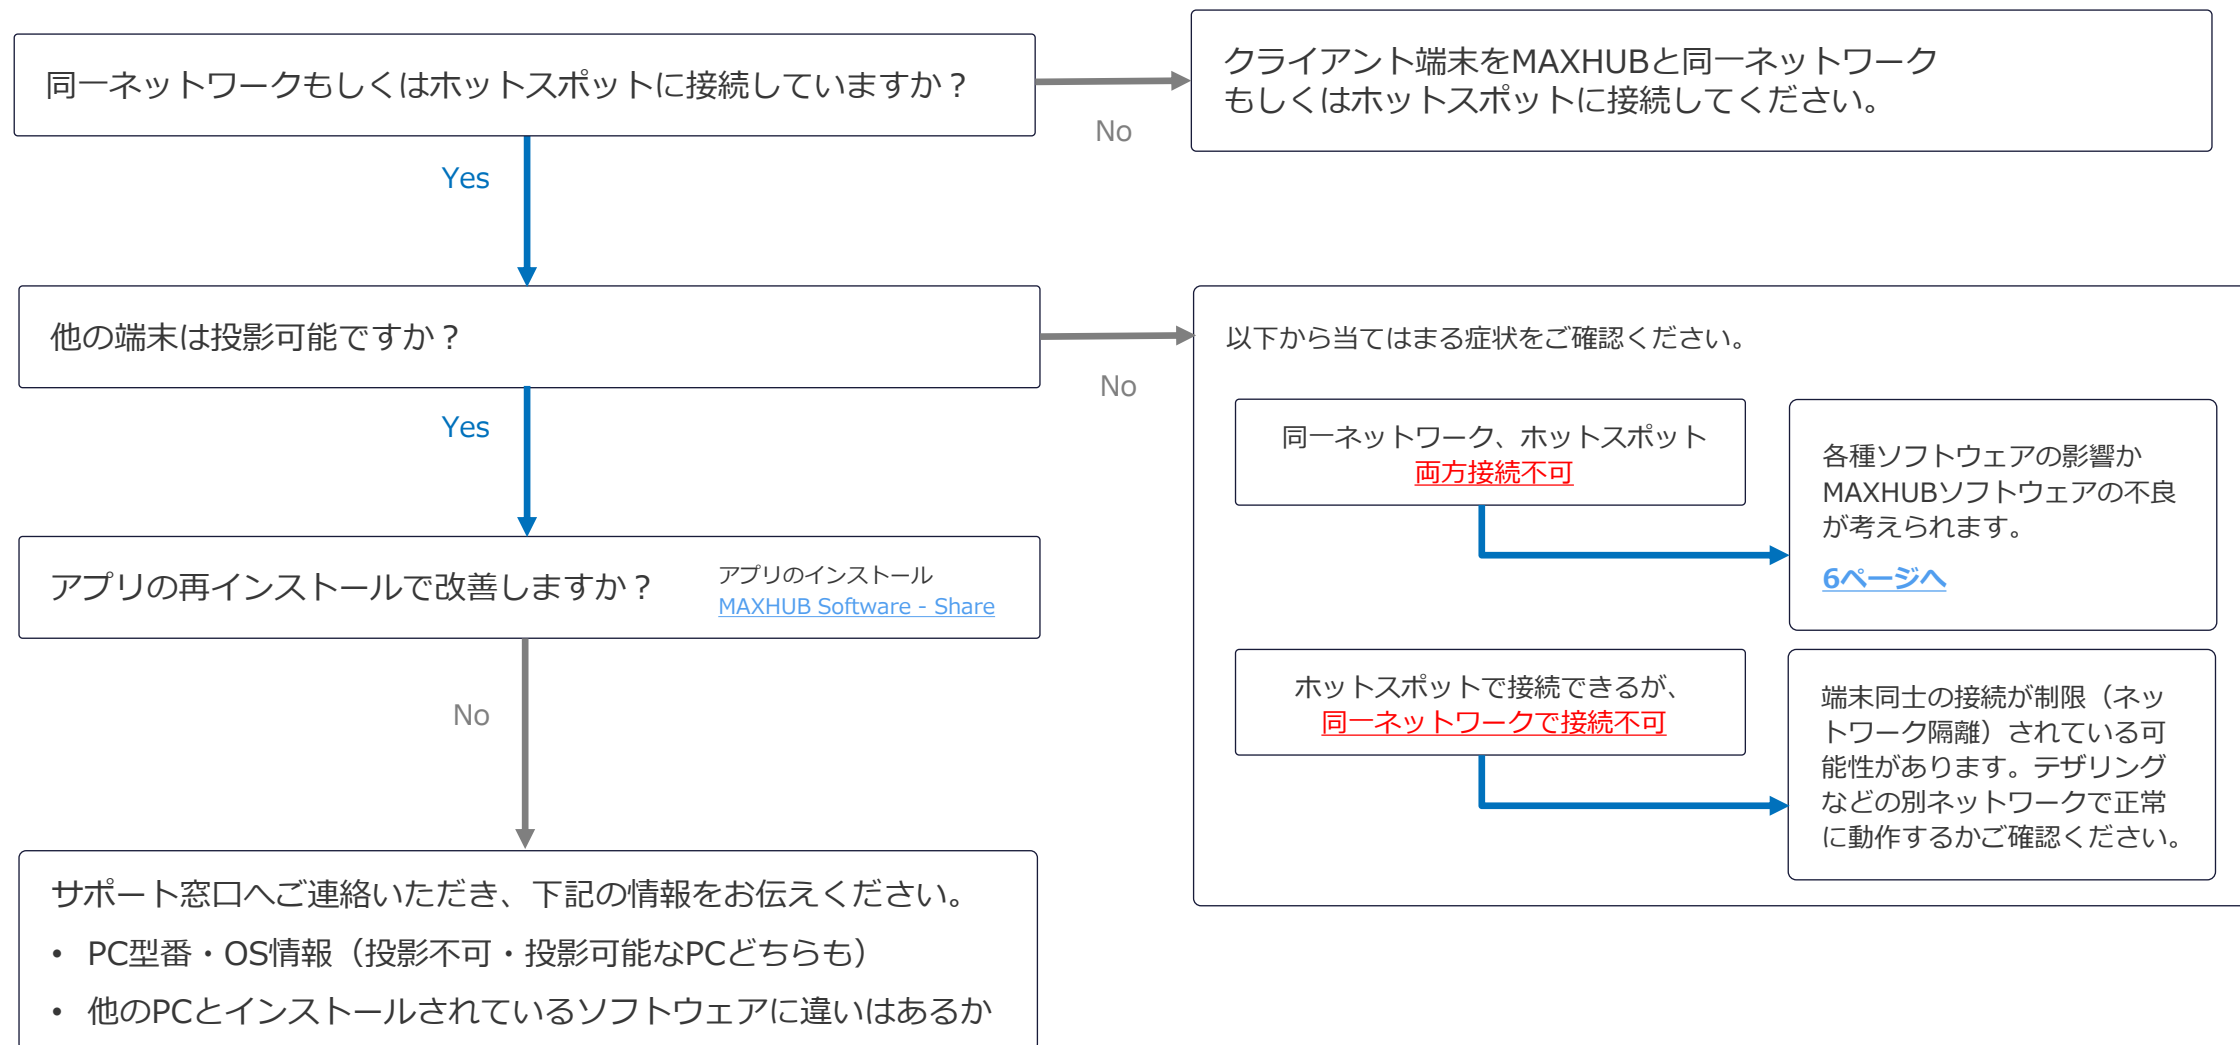 同一ネットワークもしくはホットスポットに接続していますか？
No
クライアント端末をMAXHUBと同一ネットワーク
もしくはホットスポットに接続してください。
Yes
他の端末は投影可能ですか？
No
以下から当てはまる症状をご確認ください。
同一ネットワーク、ホットスポット
両方接続不可
各種ソフトウェアの影響か
MAXHUBソフトウェアの不良
が考えられます。
6ページへ
ホットスポットで接続できるが、
同一ネットワークで接続不可
端末同士の接続が制限（ネッ
トワーク隔離）されている可
能性があります。テザリング
などの別ネットワークで正常
に動作するかご確認ください。
Yes
アプリの再インストールで改善しますか？
アプリのインストール
MAXHUB Software - Share
No
サポート窓口へご連絡いただき、下記の情報をお伝えください。
• PC型番・OS情報（投影不可・投影可能なPCどちらも）
• 他のPCとインストールされているソフトウェアに違いはあるか